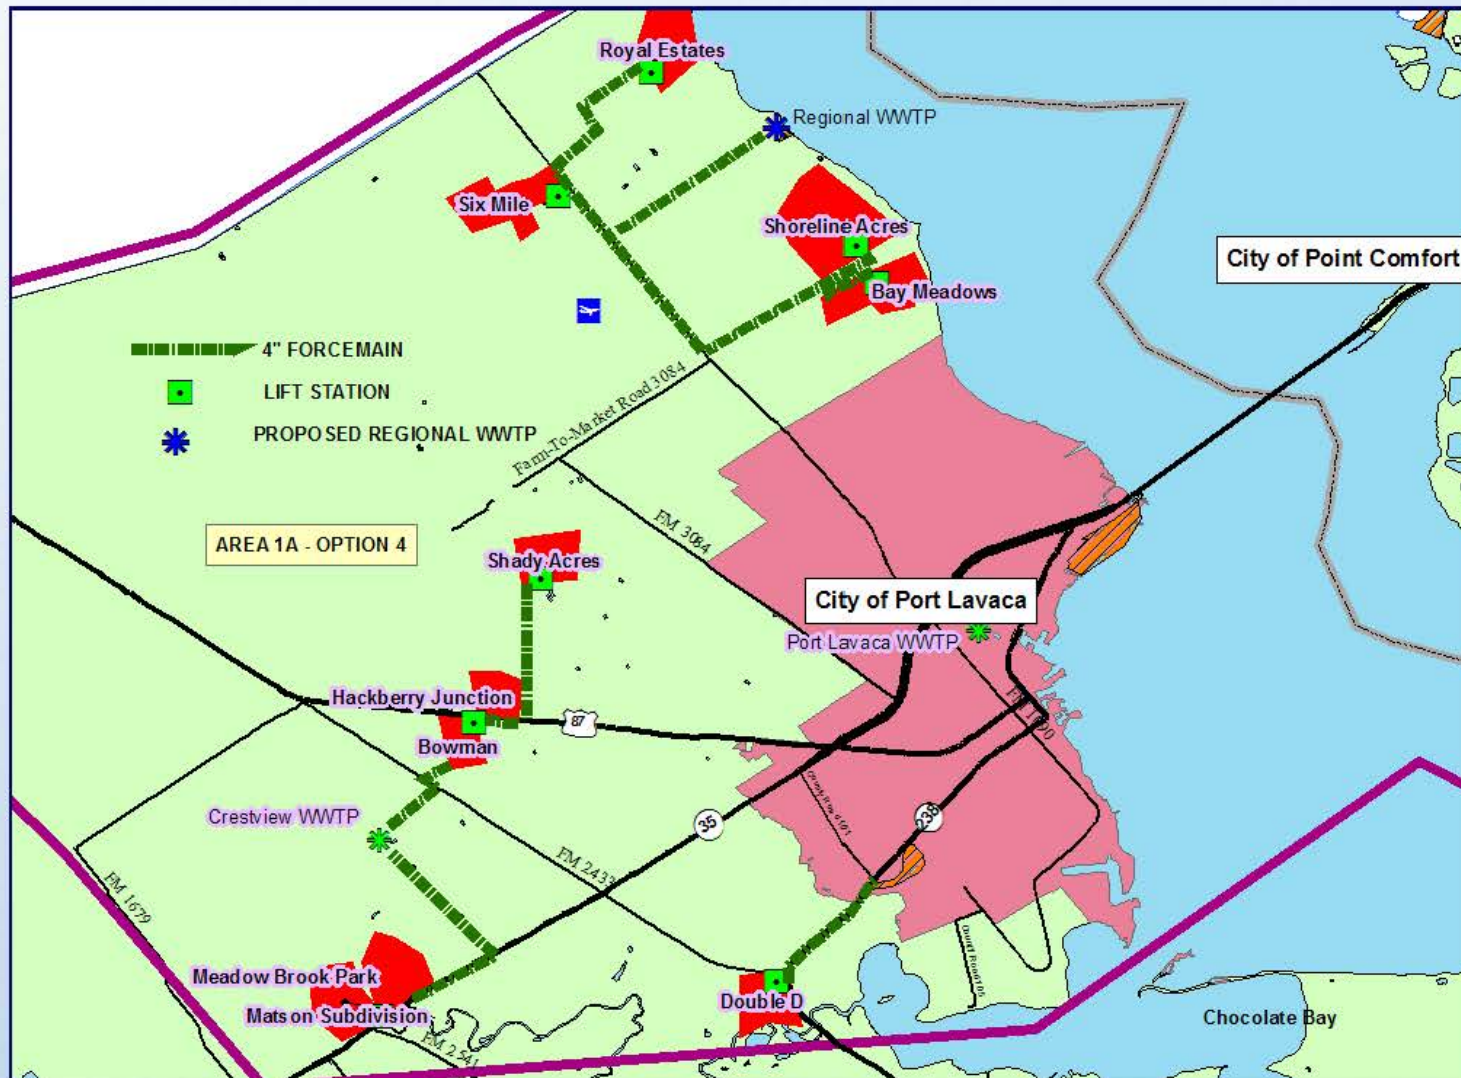 Royal Estates
Regional WWTP
Six Mile
Shoreline Acres
City of Point Comfort
Bay Meadows
4" FORCEMAIN
LIFT STATION
PROPOSED REGIONAL WWTP
Farm-To-Market Road 3084
FM 3084
AREA 1A - OPTION 4
Shady Acres
City of Port Lavaca
Port Lavaca WWTP
Hackberry Junction
87
FM 1090
Bowman
Crestview WWTP
35
238
FM 2433
FM 1679
Meadow Brook Park
Matson Subdivision
Double D
Chocolate Bay
FM 2541